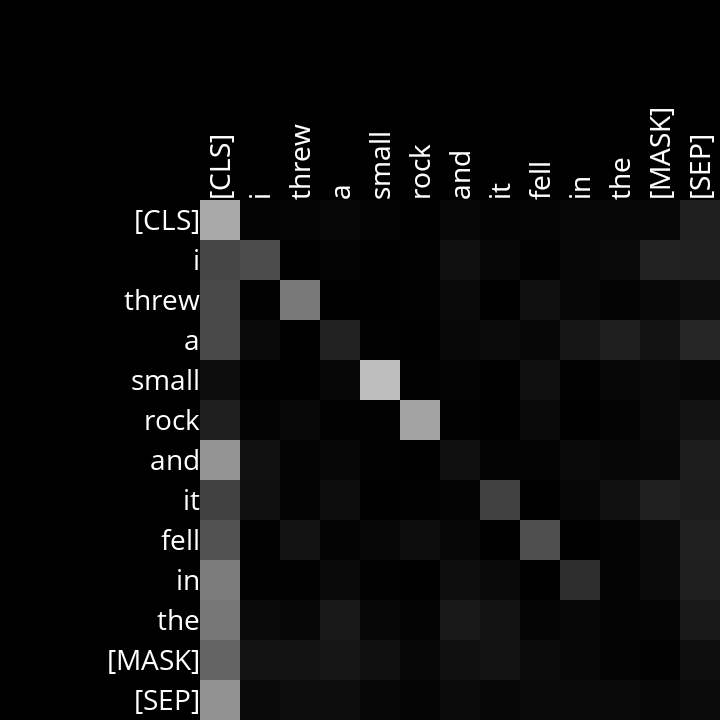 [CLS] i threw a small rock and it fell in the [MASK] [SEP]
[CLS]
i
threw
a
small
rock
and
it
fell
in
the
[MASK]
[SEP]